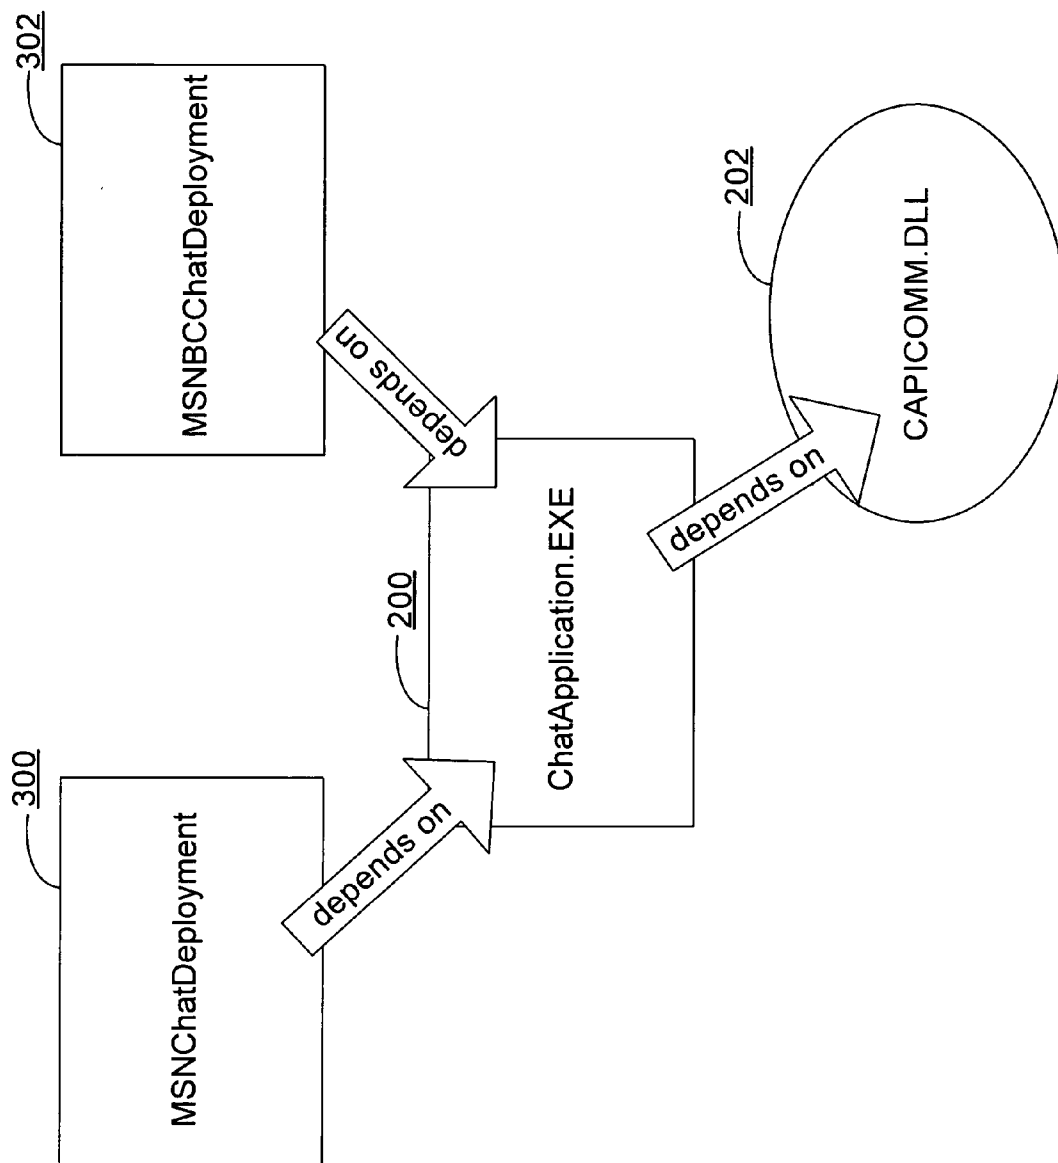 300
MSNChatDeployment
302
MSNBCChatDeployment
depends on
depends on
200
ChatApplication.EXE
depends on
202
CAPICOMM.DLL